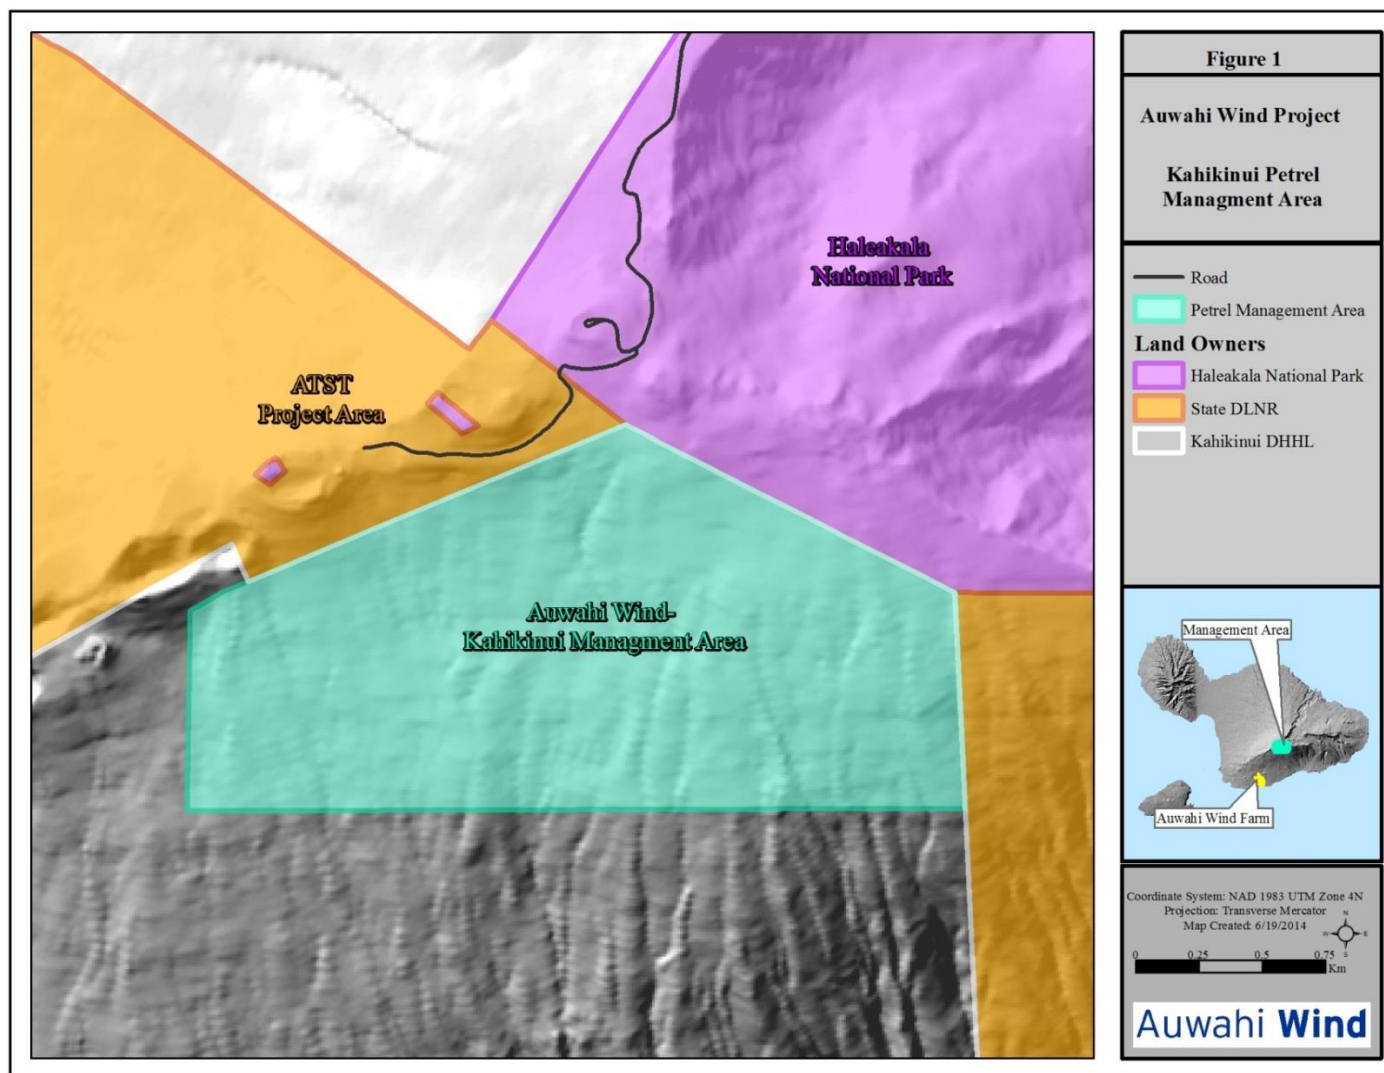 Haleakala
National Park
ATST
Project Area
Auwahi Wind-
Kahikinui Managment Area
Figure 1
Auwahi Wind Project
Kahikinui Petrel
Managment Area
Road
Petrel Management Area
Land Owners
Haleakala National Park
State DLNR
Kahikinui DHHL
Management Area
Auwahi Wind Farm
Coordinate System: NAD 1983 UTM Zone 4N
Projection: Transverse Mercator
Map Created: 6/19/2014
N
W E
S
0 0.25 0.5 0.75
Km
Auwahi Wind